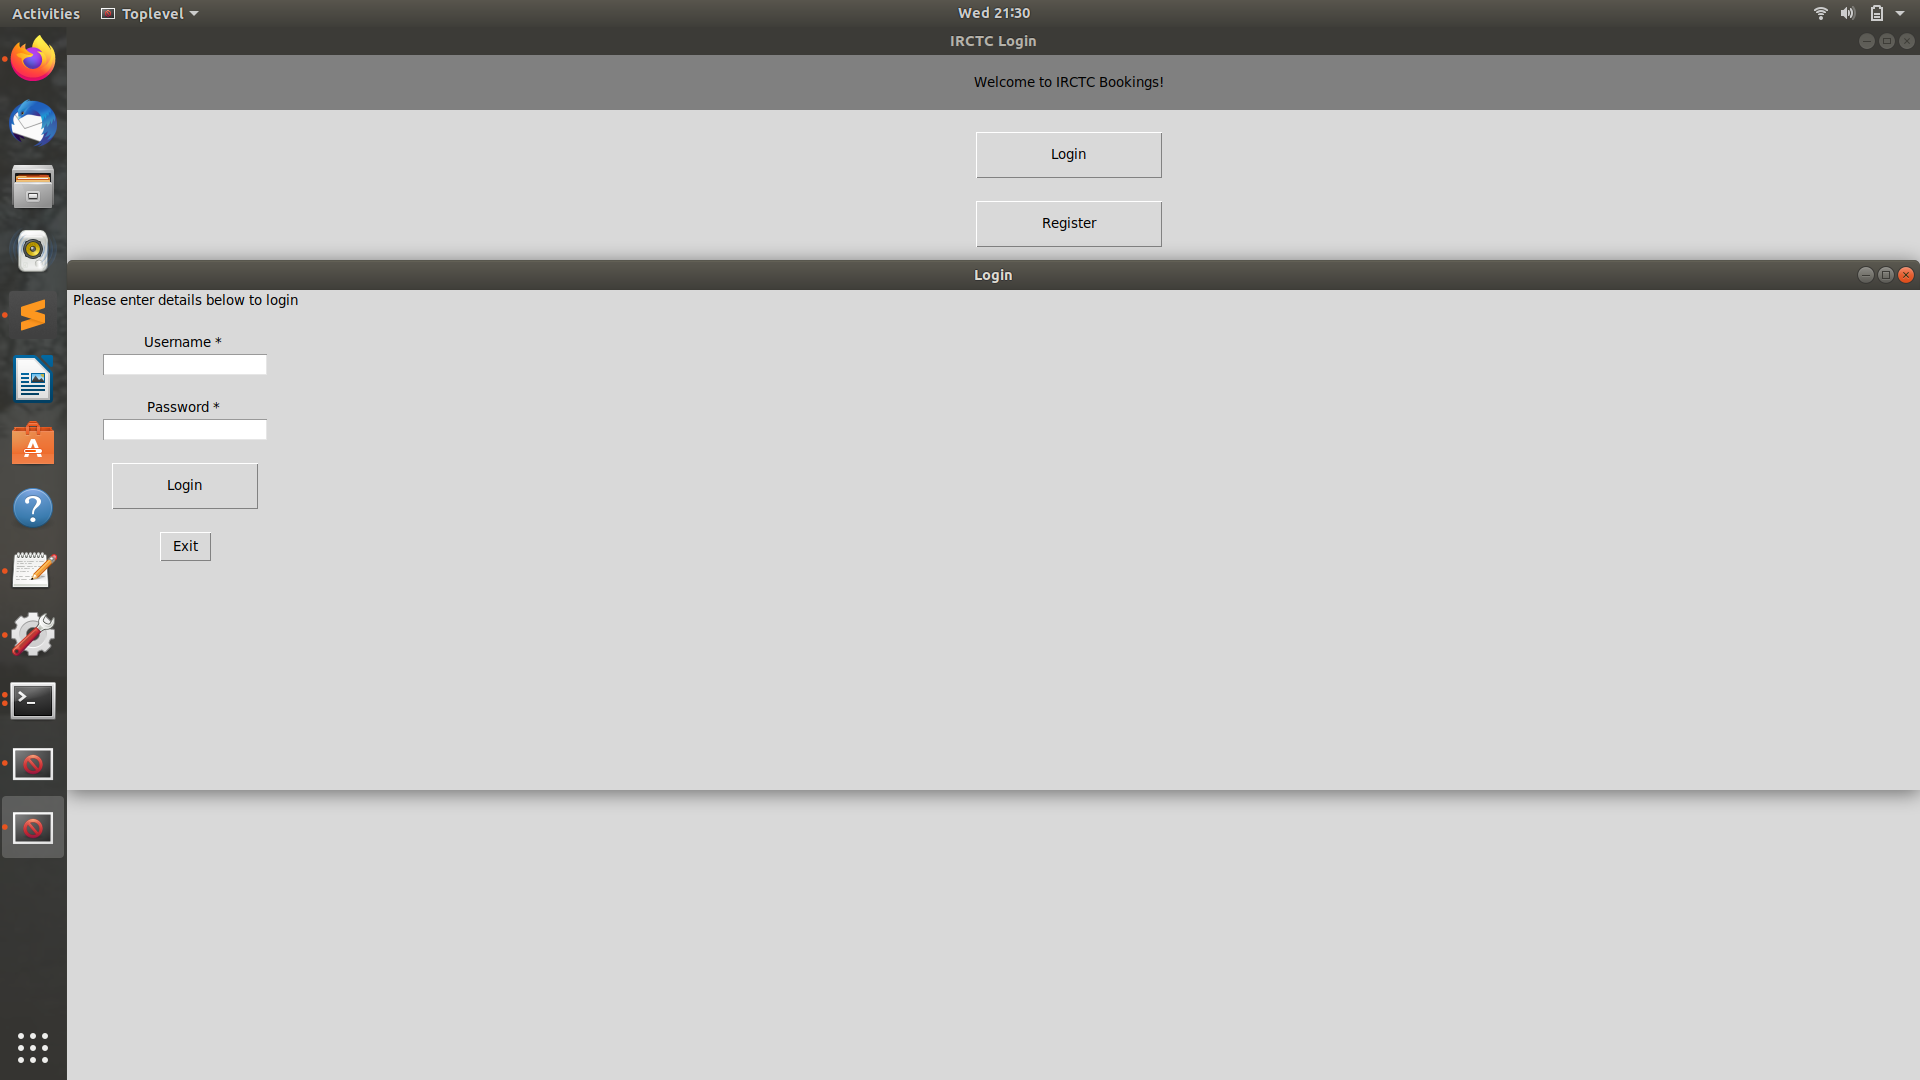 Activities Toplevel Wed 21:30
IRCTC Login
Welcome to IRCTC Bookings!
Login
Register
Login
Please enter details below to login
Username *
Password *
Login
Exit